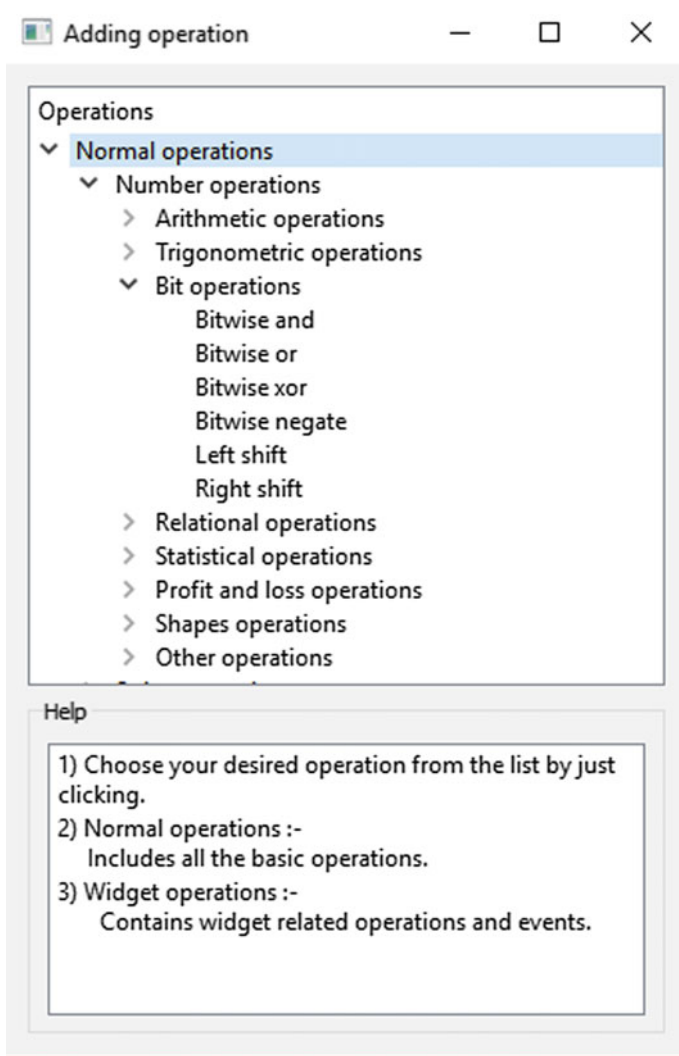 Adding operation
Operations
Normal operations
Number operations
Arithmetic operations
Trigonometric operations
Bit operations
Bitwise and
Bitwise or
Bitwise xor
Bitwise negate
Left shift
Right shift
Relational operations
Statistical operations
Profit and loss operations
Shapes operations
Other operations
Help
1) Choose your desired operation from the list by just
clicking.
2) Normal operations :-
Includes all the basic operations.
3) Widget operations :-
Contains widget related operations and events.